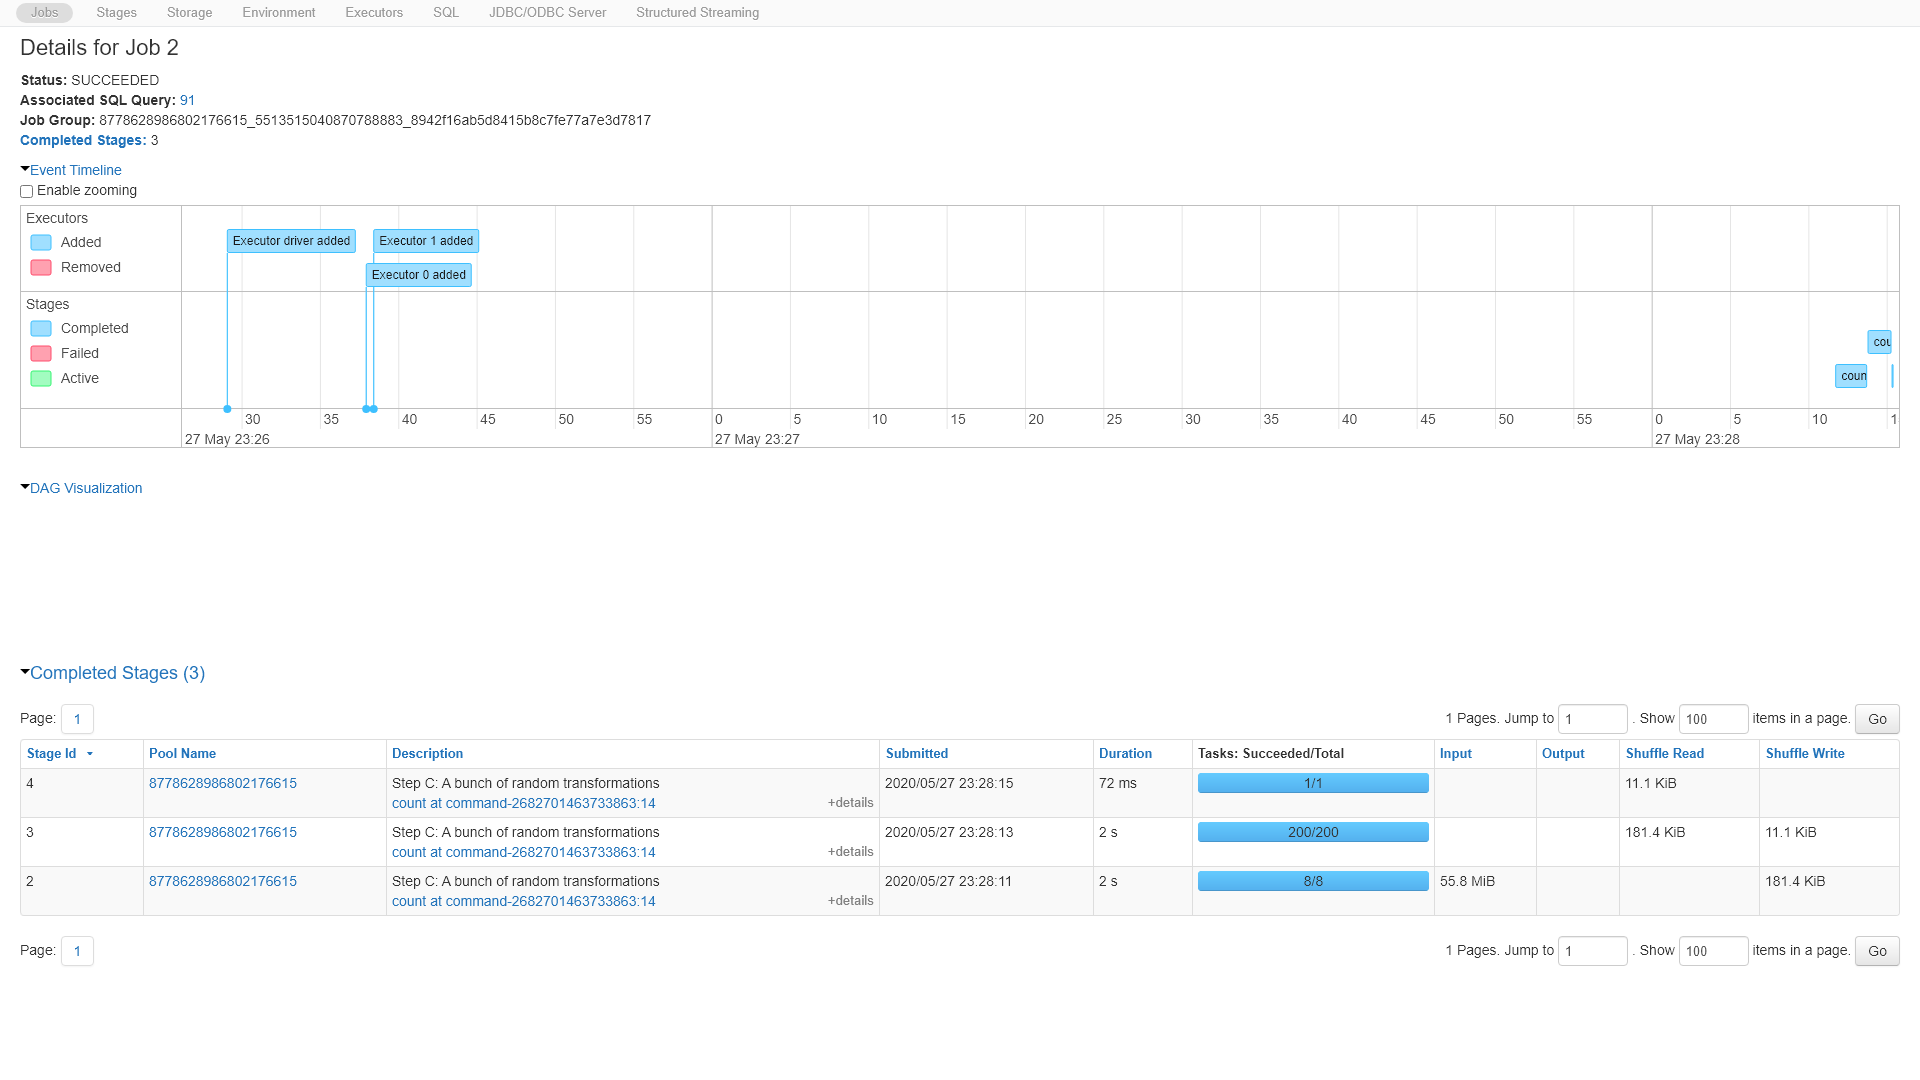 Jobs Stages Storage Environment Executors SQL JDBC/ODBC Server Structured Streaming
Details for Job 2
Status: SUCCEEDED
Associated SQL Query: 91
Job Group: 8778628986802176615_5513515040870788883_8942f16ab5d8415b8c7fe77a7e3d7817
Completed Stages: 3
Event Timeline
Enable zooming
Executors
Added
Removed
Executor driver added
Executor 1 added
Executor 0 added
Stages
Completed
Failed
Active
cou
coun
30 35 40 45 50 55 0 5 10 15 20 25 30 35 40 45 50 55 0 5 10 1
27 May 23:26 27 May 23:27 27 May 23:28
DAG Visualization
Completed Stages (3)
Page: 1 1 Pages. Jump to 1 . Show 100 items in a page. Go
Stage Id Pool Name Description Submitted Duration Tasks: Succeeded/Total Input Output Shuffle Read Shuffle Write
4 8778628986802176615 Step C: A bunch of random transformations 2020/05/27 23:28:15 72 ms 1/1 11.1 KiB
count at command-2682701463733863:14 +details
3 8778628986802176615 Step C: A bunch of random transformations 2020/05/27 23:28:13 2 s 200/200 181.4 KiB 11.1 KiB
count at command-2682701463733863:14 +details
2 8778628986802176615 Step C: A bunch of random transformations 2020/05/27 23:28:11 2 s 8/8 55.8 MiB 181.4 KiB
count at command-2682701463733863:14 +details
Page: 1 1 Pages. Jump to 1 . Show 100 items in a page. Go